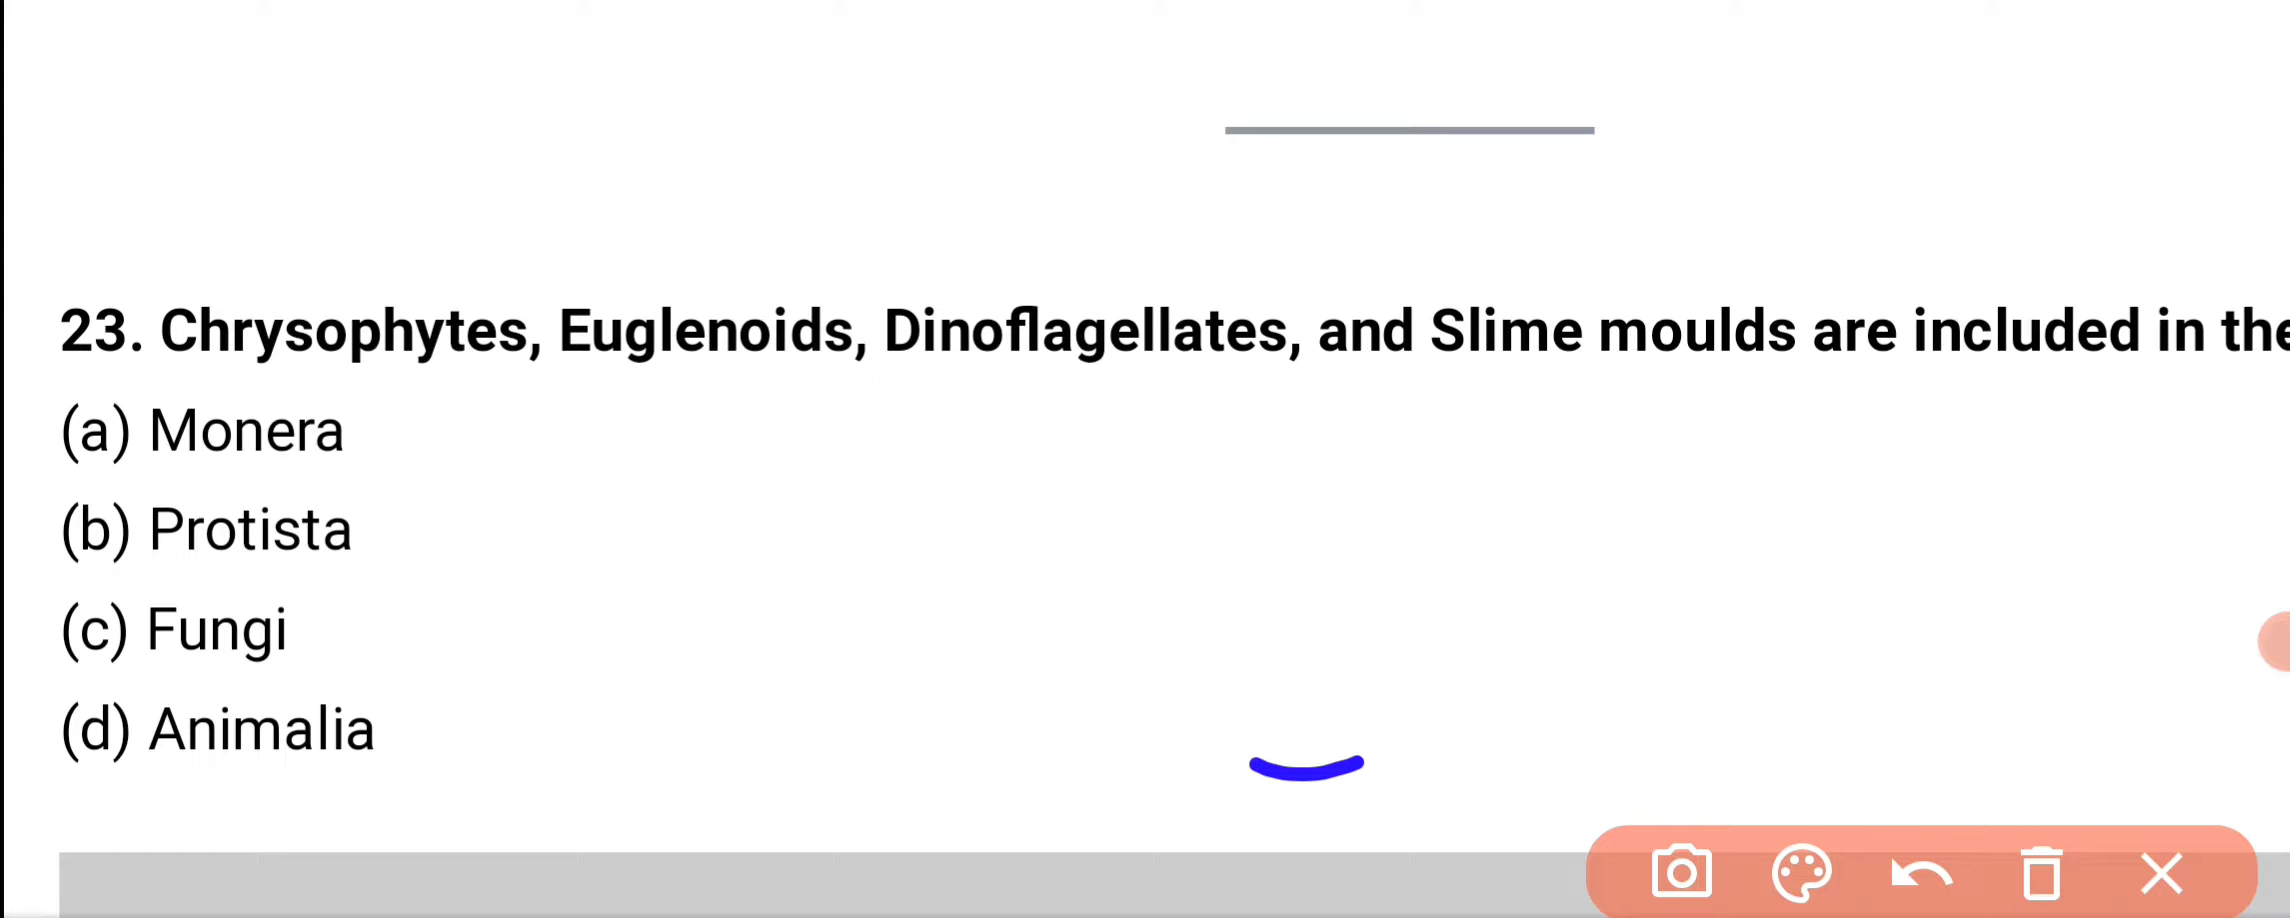 23. Chrysophytes, Euglenoids, Dinoflagellates, and Slime moulds are included in the
(a) Monera
(b) Protista
(c) Fungi
(d) Animalia